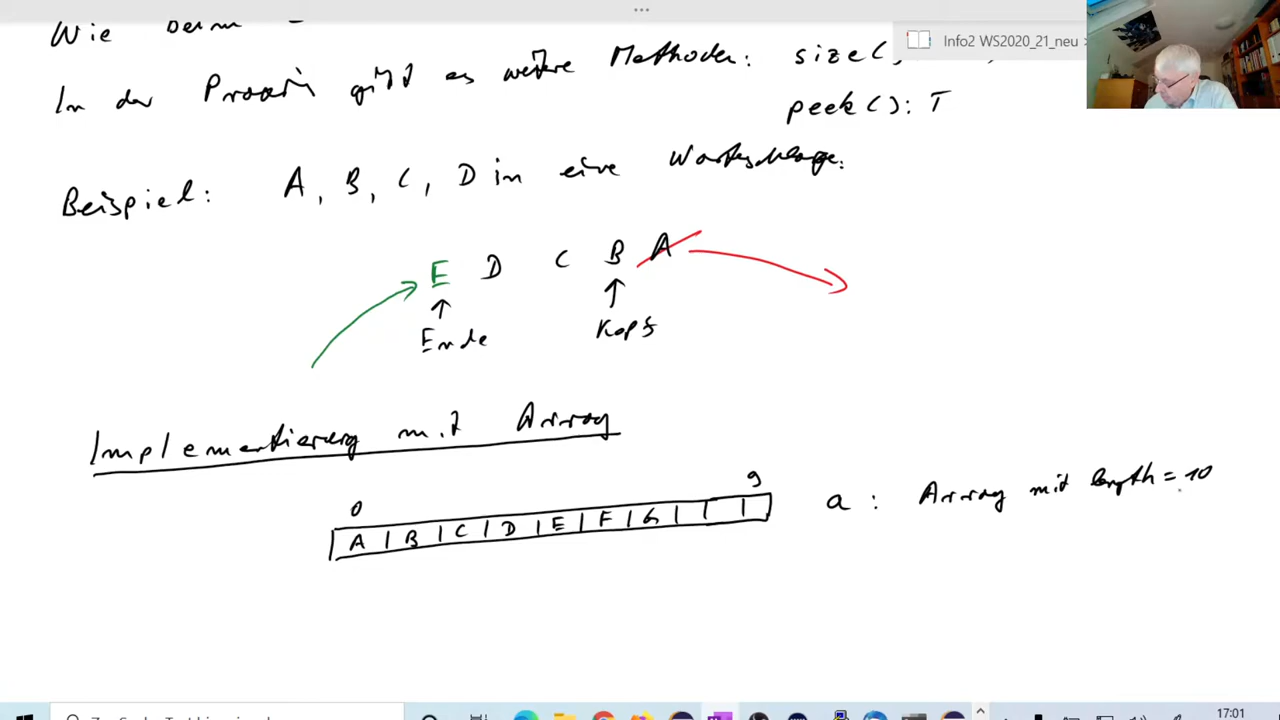 Wie beim
Info2 WS2020_21_neu >
In der Praxis gibt es weitere Methoden: size()
peek(): T
Beispiel: A, B, C, D in eine Warteschlange:
E D C B A
Ende Kopf
Implementierung mit Array
0 9
A | B | C | D | E | F | G | | |
a : Array mit length = 10
17:01